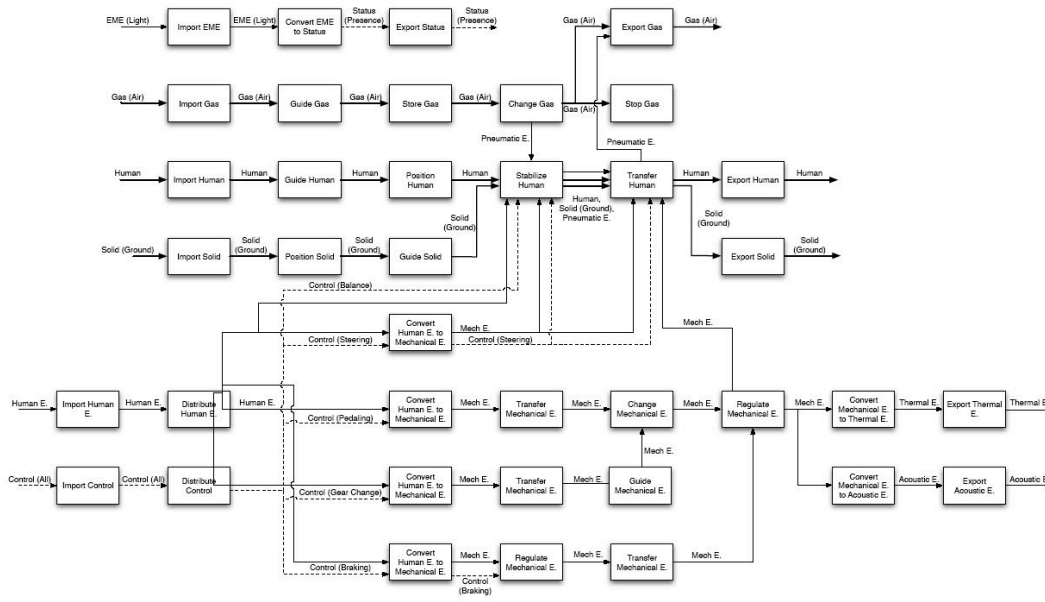 EME (Light)
Import EME
EME (Light)
Convert EME
to Status
Status
(Presence)
Export Status
Status
(Presence)
Gas (Air)
Export Gas
Gas (Air)
Gas (Air)
Import Gas
Gas (Air)
Guide Gas
Gas (Air)
Store Gas
Gas (Air)
Change Gas
Gas (Air)
Stop Gas
Pneumatic E.
Pneumatic E.
Human
Import Human
Human
Guide Human
Human
Position
Human
Human
Stabilize
Human
Human,
Solid (Ground),
Pneumatic E.
Transfer
Human
Human
Export Human
Human
Solid
(Ground)
Solid
(Ground)
Solid (Ground)
Import Solid
Solid
(Ground)
Position Solid
Solid
(Ground)
Guide Solid
Export Solid
Solid
(Ground)
Control (Balance)
Convert
Human E. to
Mechanical E.
Mech E.
Control (Steering)
Control (Steering)
Mech E.
Human E.
Import Human
E.
Human E.
Distribute
Human E.
Human E.
Control (Pedaling)
Convert
Human E. to
Mechanical E.
Mech E.
Transfer
Mechanical E.
Mech E.
Change
Mechanical E.
Mech E.
Regulate
Mechanical E.
Mech E.
Convert
Mechanical E.
to Thermal E.
Thermal E.
Export Thermal
E.
Thermal E
Mech E.
Control (All)
Import Control
Control (All)
Distribute
Control
Control (Gear Change)
Convert
Human E. to
Mechanical E.
Mech E.
Transfer
Mechanical E.
Mech E.
Guide
Mechanical E.
Convert
Mechanical E.
to Acoustic E.
Acoustic E.
Export
Acoustic E.
Acoustic E
Control (Braking)
Convert
Human E. to
Mechanical E.
Mech E.
Control
(Braking)
Regulate
Mechanical E.
Mech E.
Transfer
Mechanical E.
Mech E.